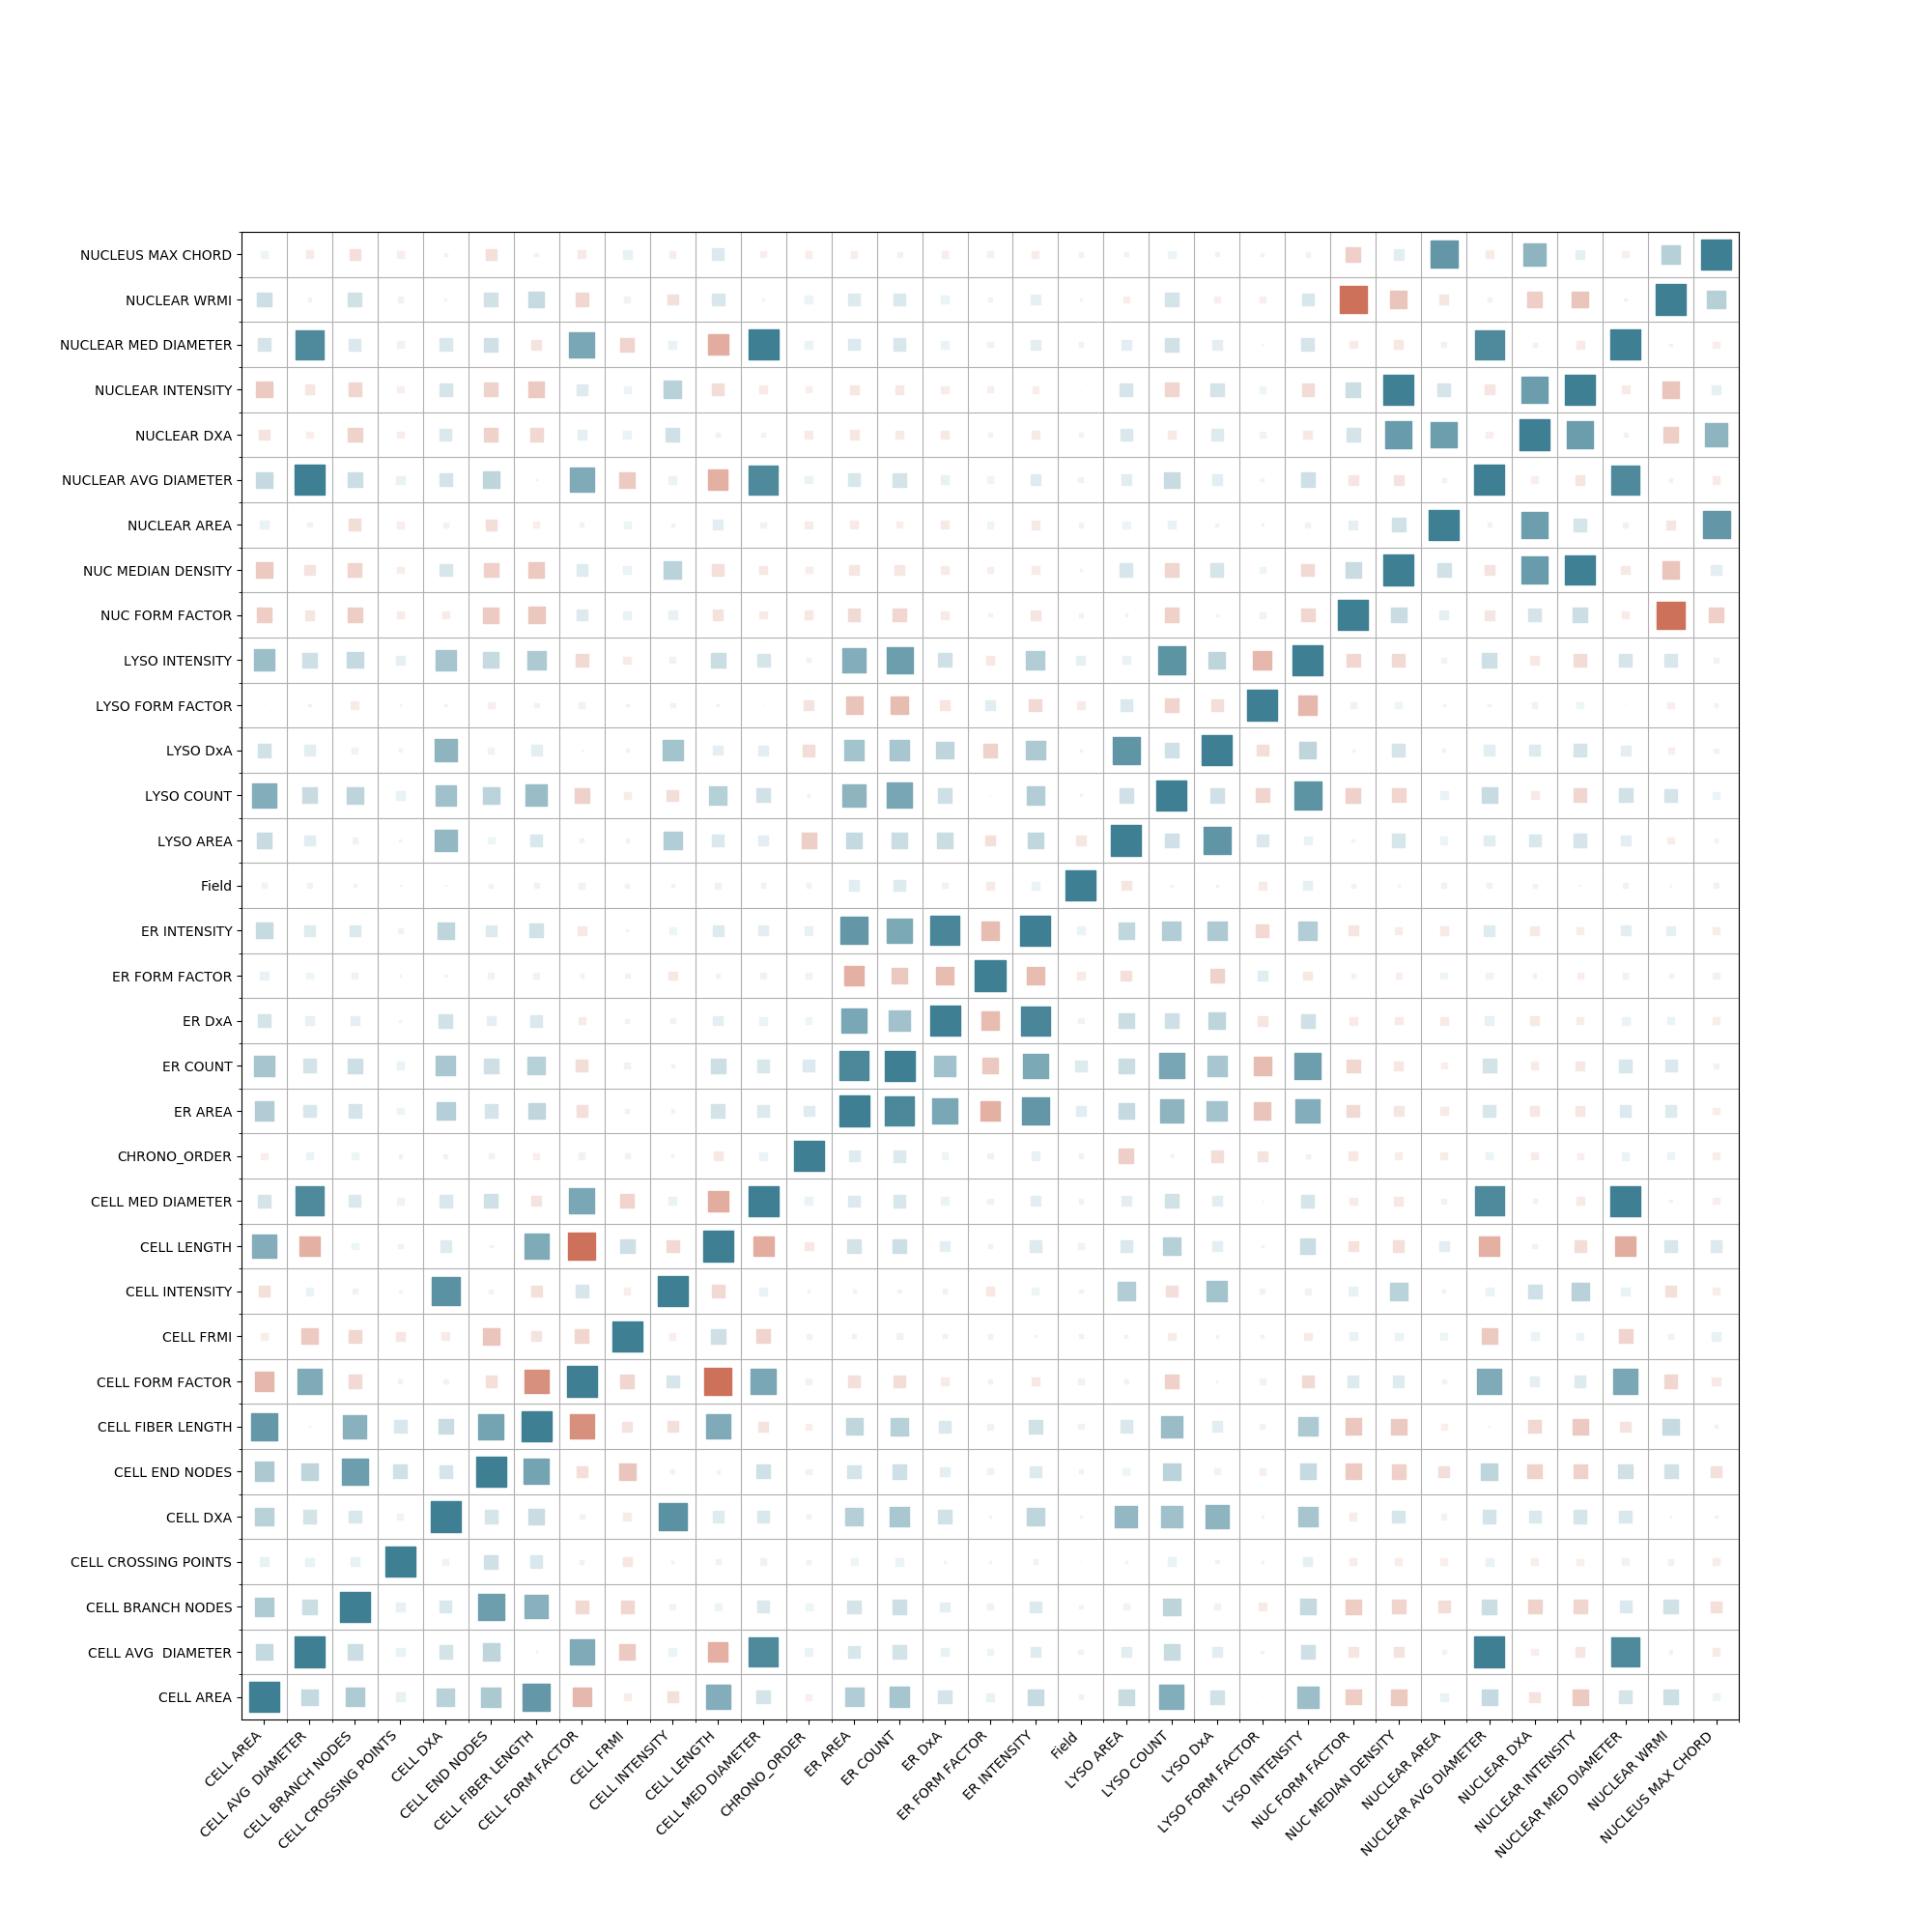 NUCLEUS MAX CHORD
NUCLEAR WRMI
NUCLEAR MED DIAMETER
NUCLEAR INTENSITY
NUCLEAR DXA
NUCLEAR AVG DIAMETER
NUCLEAR AREA
NUC MEDIAN DENSITY
NUC FORM FACTOR
LYSO INTENSITY
LYSO FORM FACTOR
LYSO DxA
LYSO COUNT
LYSO AREA
Field
ER INTENSITY
ER FORM FACTOR
ER DxA
ER COUNT
ER AREA
CHRONO_ORDER
CELL MED DIAMETER
CELL LENGTH
CELL INTENSITY
CELL FRMI
CELL FORM FACTOR
CELL FIBER LENGTH
CELL END NODES
CELL DXA
CELL CROSSING POINTS
CELL BRANCH NODES
CELL AVG  DIAMETER
CELL AREA
CELL AREA
CELL AVG  DIAMETER
CELL BRANCH NODES
CELL CROSSING POINTS
CELL DXA
CELL END NODES
CELL FIBER LENGTH
CELL FORM FACTOR
CELL FRMI
CELL INTENSITY
CELL LENGTH
CELL MED DIAMETER
CHRONO_ORDER
ER AREA
ER COUNT
ER DxA
ER FORM FACTOR
ER INTENSITY
Field
LYSO AREA
LYSO COUNT
LYSO DxA
LYSO FORM FACTOR
LYSO INTENSITY
NUC FORM FACTOR
NUC MEDIAN DENSITY
NUCLEAR AREA
NUCLEAR AVG DIAMETER
NUCLEAR DXA
NUCLEAR INTENSITY
NUCLEAR MED DIAMETER
NUCLEAR WRMI
NUCLEUS MAX CHORD